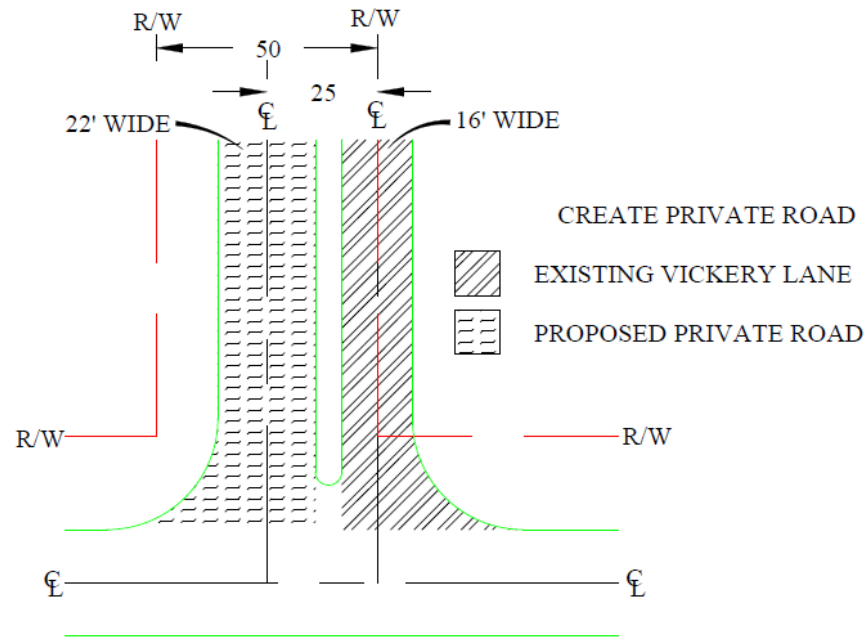 R/W
R/W
50
25
℄
℄
22' WIDE
16' WIDE
CREATE PRIVATE ROAD
EXISTING VICKERY LANE
PROPOSED PRIVATE ROAD
R/W
R/W
℄
℄